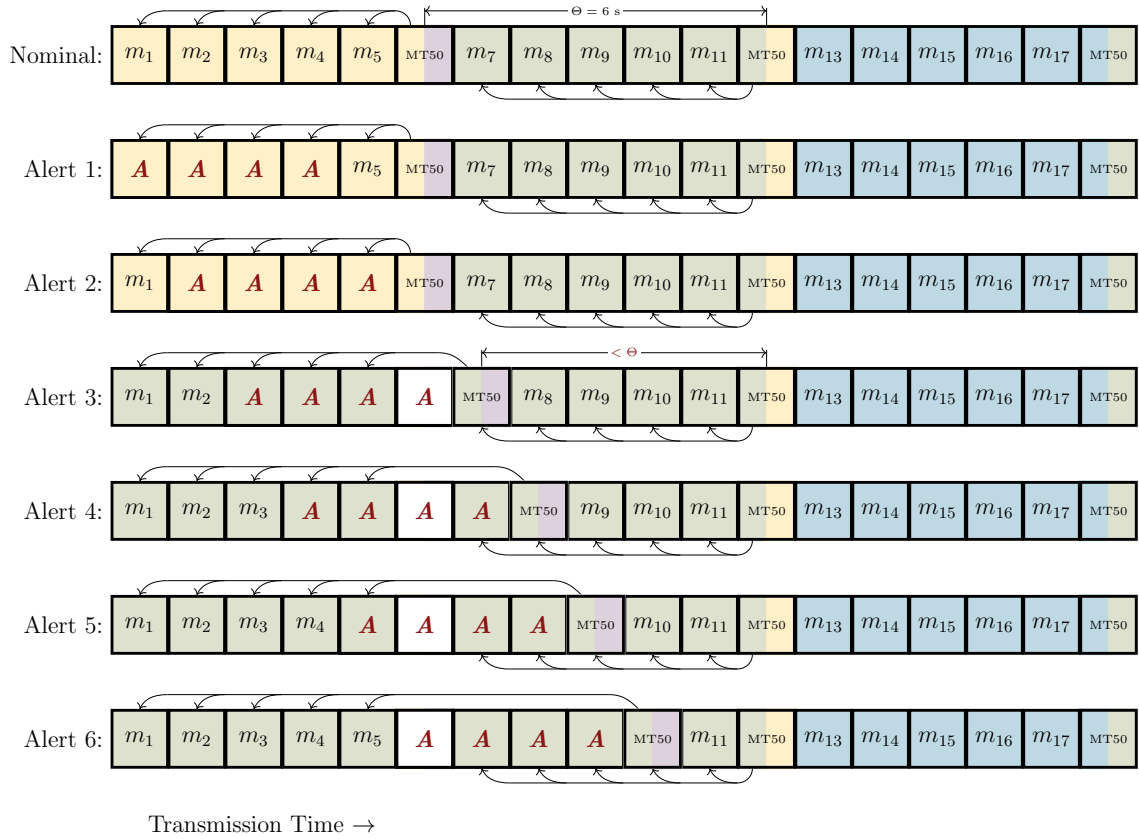 Θ = 6 s
Nominal: m₁ m₂ m₃ m₄ m₅ MT50 m₇ m₈ m₉ m₁₀ m₁₁ MT50 m₁₃ m₁₄ m₁₅ m₁₆ m₁₇ MT50
Alert 1: A A A A m₅ MT50 m₇ m₈ m₉ m₁₀ m₁₁ MT50 m₁₃ m₁₄ m₁₅ m₁₆ m₁₇ MT50
Alert 2: m₁ A A A A MT50 m₇ m₈ m₉ m₁₀ m₁₁ MT50 m₁₃ m₁₄ m₁₅ m₁₆ m₁₇ MT50
< Θ
Alert 3: m₁ m₂ A A A A MT50 m₈ m₉ m₁₀ m₁₁ MT50 m₁₃ m₁₄ m₁₅ m₁₆ m₁₇ MT50
Alert 4: m₁ m₂ m₃ A A A A MT50 m₉ m₁₀ m₁₁ MT50 m₁₃ m₁₄ m₁₅ m₁₆ m₁₇ MT50
Alert 5: m₁ m₂ m₃ m₄ A A A A MT50 m₁₀ m₁₁ MT50 m₁₃ m₁₄ m₁₅ m₁₆ m₁₇ MT50
Alert 6: m₁ m₂ m₃ m₄ m₅ A A A A MT50 m₁₁ MT50 m₁₃ m₁₄ m₁₅ m₁₆ m₁₇ MT50
Transmission Time →